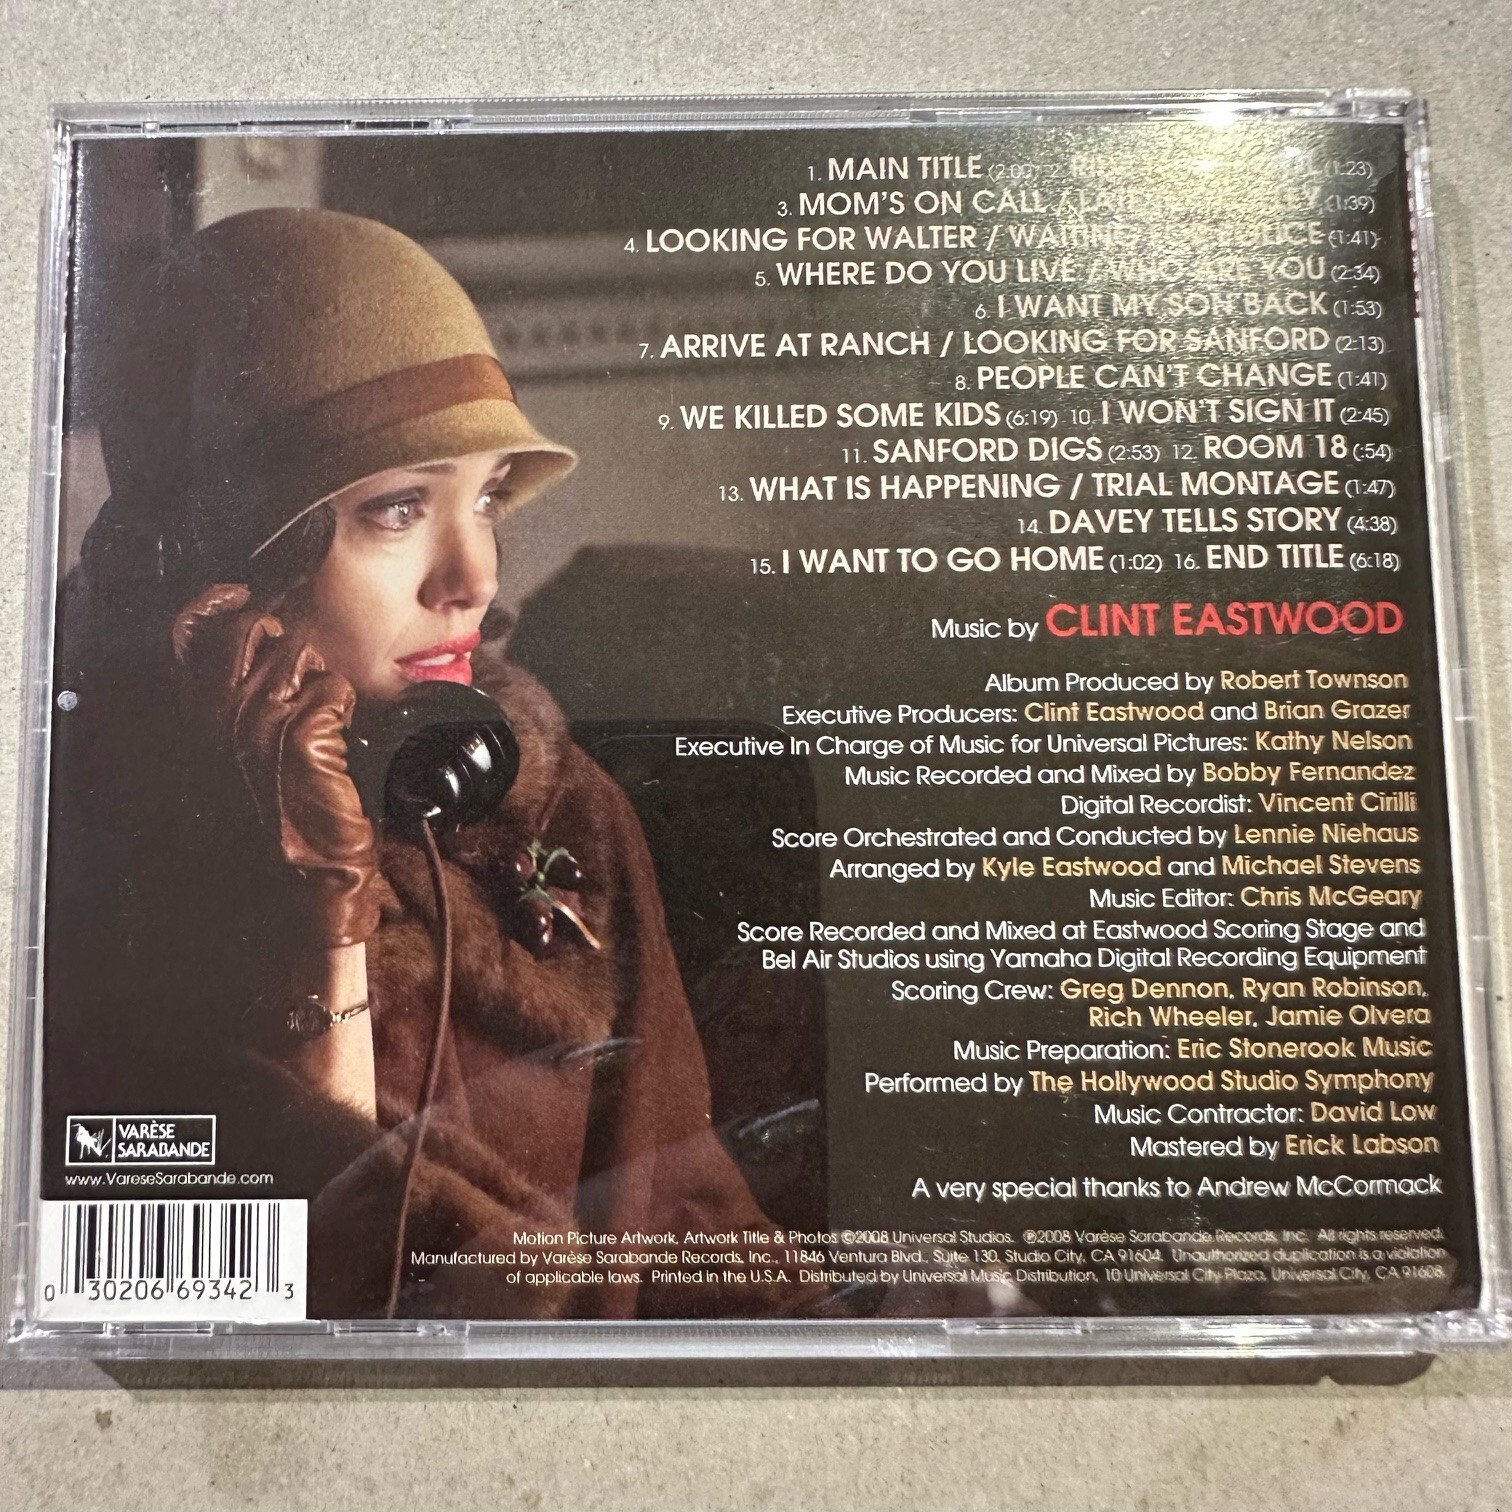 1. MAIN TITLE (2:00) 2. (1:23)
3. MOM'S ON CALL / (1:39)
4. LOOKING FOR WALTER / WAITING FOR POLICE (1:41)
5. WHERE DO YOU LIVE / WHO ARE YOU (2:34)
6. I WANT MY SON BACK (1:53)
7. ARRIVE AT RANCH / LOOKING FOR SANFORD (2:13)
8. PEOPLE CAN'T CHANGE (1:41)
9. WE KILLED SOME KIDS (6:19) 10. I WON'T SIGN IT (2:45)
11. SANFORD DIGS (2:53) 12. ROOM 18 (:54)
13. WHAT IS HAPPENING / TRIAL MONTAGE (1:47)
14. DAVEY TELLS STORY (4:38)
15. I WANT TO GO HOME (1:02) 16. END TITLE (6:18)
Music by CLINT EASTWOOD
Album Produced by Robert Townson
Executive Producers: Clint Eastwood and Brian Grazer
Executive In Charge of Music for Universal Pictures: Kathy Nelson
Music Recorded and Mixed by Bobby Fernandez
Digital Recordist: Vincent Cirilli
Score Orchestrated and Conducted by Lennie Niehaus
Arranged by Kyle Eastwood and Michael Stevens
Music Editor: Chris McGeary
Score Recorded and Mixed at Eastwood Scoring Stage and
Bel Air Studios using Yamaha Digital Recording Equipment
Scoring Crew: Greg Dennon, Ryan Robinson,
Rich Wheeler, Jamie Olvera
Music Preparation: Eric Stonerook Music
Performed by The Hollywood Studio Symphony
Music Contractor: David Low
Mastered by Erick Labson
A very special thanks to Andrew McCormack
VARÈSE
SARABANDE
www.VareseSarabande.com
Motion Picture Artwork, Artwork Title & Photos ©2008 Universal Studios. ℗2008 Varèse Sarabande Records, Inc. All rights reserved.
Manufactured by Varèse Sarabande Records, Inc., 11846 Ventura Blvd., Suite 130, Studio City, CA 91604. Unauthorized duplication is a violation
of applicable laws. Printed in the U.S.A. Distributed by Universal Music Distribution, 10 Universal City Plaza, Universal City, CA 91608.
0 30206 69342 3